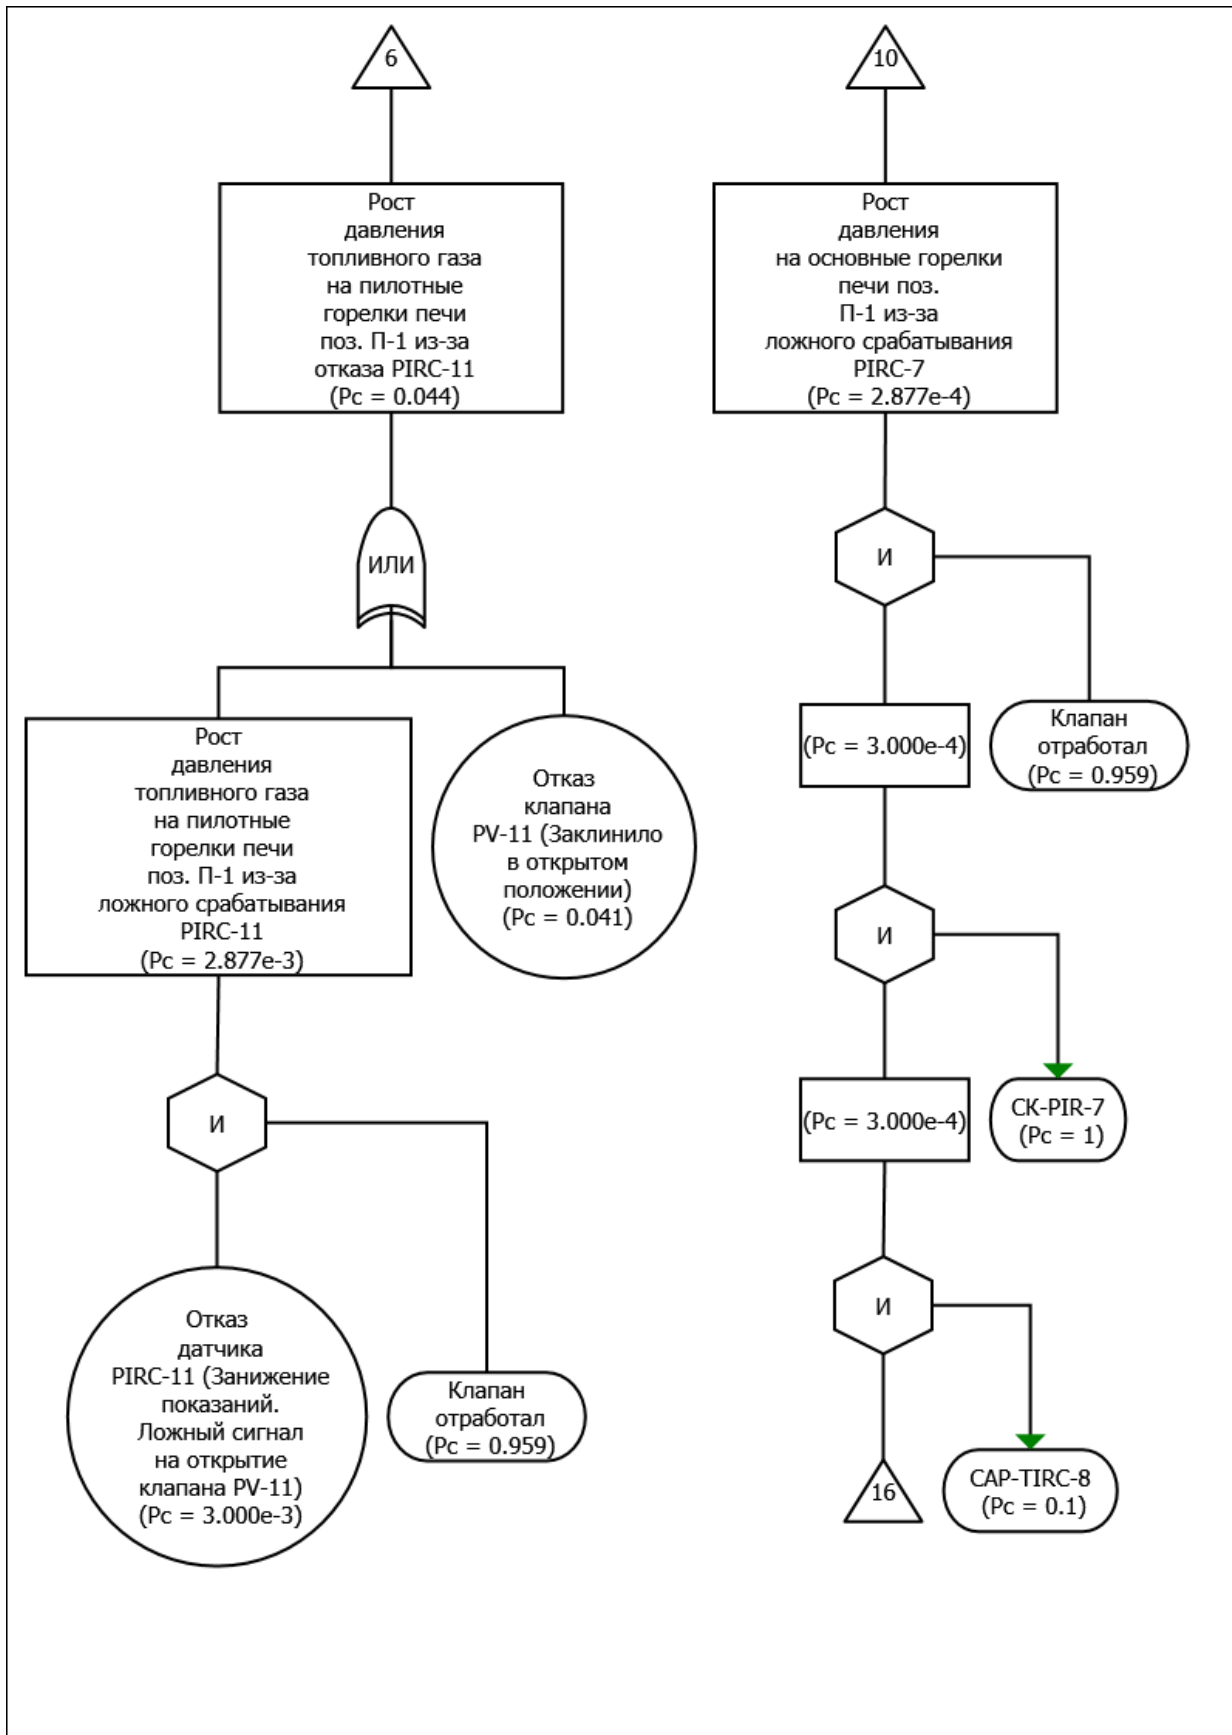 6
Рост
давления
топливного газа
на пилотные
горелки печи
поз. П-1 из-за
отказа PIRC-11
(Pc = 0.044)
ИЛИ
Рост
давления
топливного газа
на пилотные
горелки печи
поз. П-1 из-за
ложного срабатывания
PIRC-11
(Pc = 2.877e-3)
Отказ
клапана
PV-11 (Заклинило
в открытом
положении)
(Pc = 0.041)
И
Отказ
датчика
PIRC-11 (Занижение
показаний.
Ложный сигнал
на открытие
клапана PV-11)
(Pc = 3.000e-3)
Клапан
отработал
(Pc = 0.959)
10
Рост
давления
на основные горелки
печи поз.
П-1 из-за
ложного срабатывания
PIRC-7
(Pc = 2.877e-4)
И
(Pc = 3.000e-4)
Клапан
отработал
(Pc = 0.959)
И
(Pc = 3.000e-4)
СК-PIR-7
(Pc = 1)
И
16
САР-TIRC-8
(Pc = 0.1)